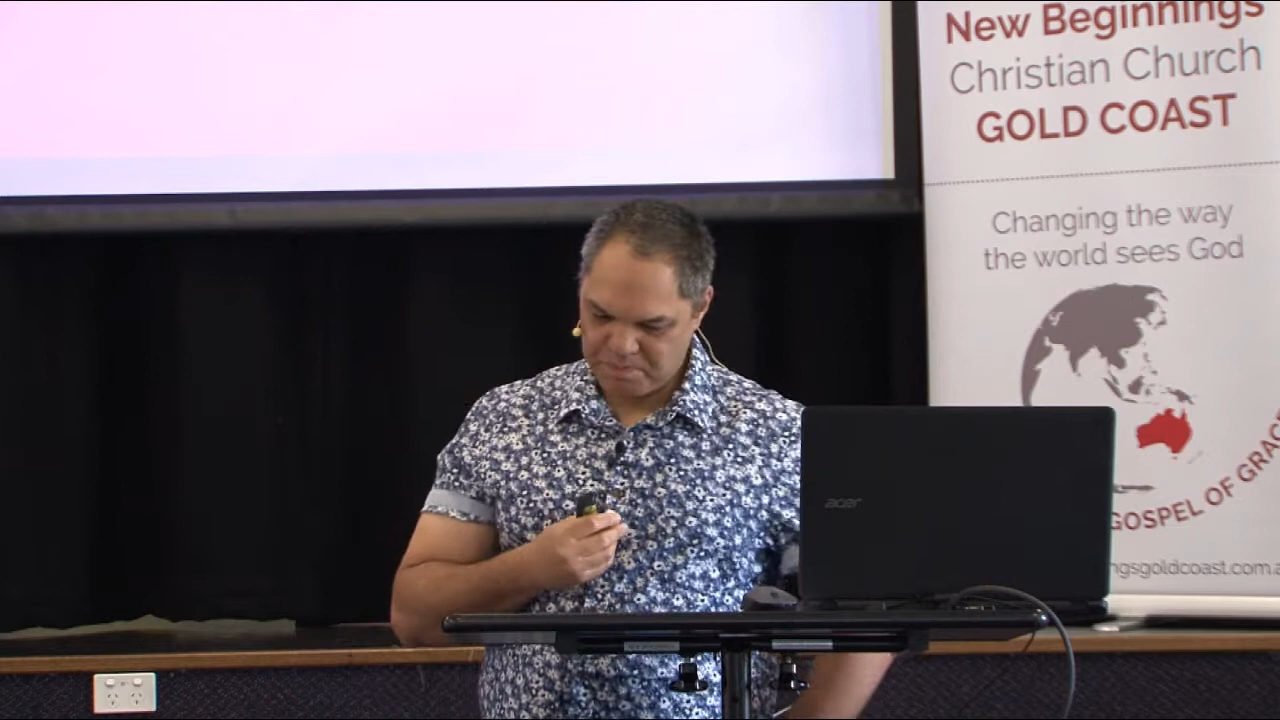 New Beginnings
Christian Church
GOLD COAST
Changing the way
the world sees God
GOSPEL OF GRAC
ngsgoldcoast.com.a
acer